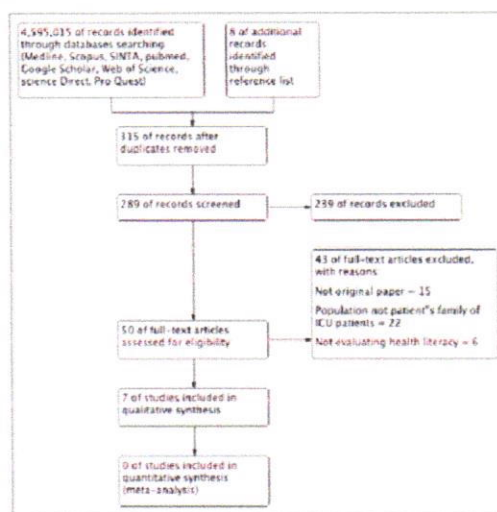 4,595,015 of records identified
through databases searching
(Medline, Scopus, SINTA, pubmed,
Google Scholar, Web of Science,
science Direct, Pro Quest)
8 of additional
records
identified
through
reference list
315 of records after
duplicates removed
289 of records screened
239 of records excluded
43 of full-text articles excluded,
with reasons
Not original paper = 15
Population not patient's family of
ICU patients = 22
Not evaluating health literacy = 6
50 of full-text articles
assessed for eligibility
7 of studies included in
qualitative synthesis
0 of studies included in
quantitative synthesis
(meta-analysis)